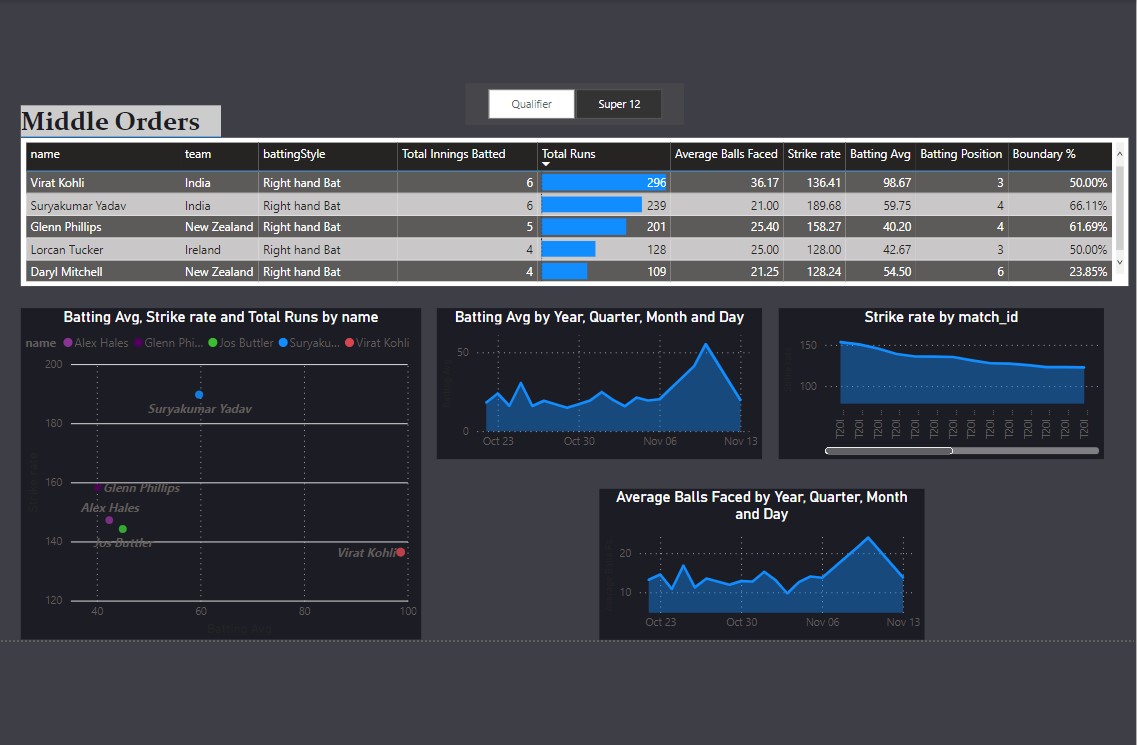 Qualifier Super 12
Middle Orders
name team battingStyle Total Innings Batted Total Runs Average Balls Faced Strike rate Batting Avg Batting Position Boundary %
Virat Kohli India Right hand Bat 6 296 36.17 136.41 98.67 3 50.00%
Suryakumar Yadav India Right hand Bat 6 239 21.00 189.68 59.75 4 66.11%
Glenn Phillips New Zealand Right hand Bat 5 201 25.40 158.27 40.20 4 61.69%
Lorcan Tucker Ireland Right hand Bat 4 128 25.00 128.00 42.67 3 50.00%
Daryl Mitchell New Zealand Right hand Bat 4 109 21.25 128.24 54.50 6 23.85%
Batting Avg, Strike rate and Total Runs by name
name Alex Hales Glenn Phi... Jos Buttler Suryaku... Virat Kohli
200
Suryakumar Yadav
180
160
Glenn Phillips
Alex Hales
Jos Buttler
140
Virat Kohli
120
40 60 80 100
Batting Avg
Batting Avg by Year, Quarter, Month and Day
50
0
Oct 23 Oct 30 Nov 06 Nov 13
Strike rate by match_id
150
100
T20I T20I T20I T20I T20I T20I T20I T20I T20I T20I T20I T20I T20I T20I
Average Balls Faced by Year, Quarter, Month
and Day
20
10
Oct 23 Oct 30 Nov 06 Nov 13